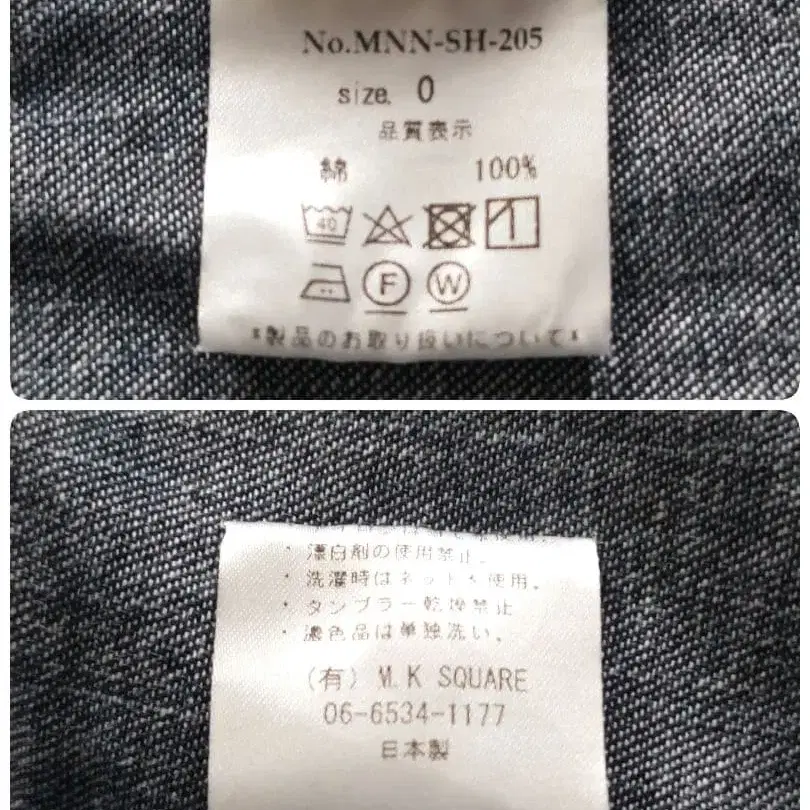 No.MNN-SH-205
size. 0
品質表示
綿 100%
40
F W
*製品のお取り扱いについて*
・漂白剤の使用禁止。
・洗濯時はネットを使用。
・タンブラー乾燥禁止
・濃色品は単独洗い。
(有) M.K SQUARE
06-6534-1177
日本製